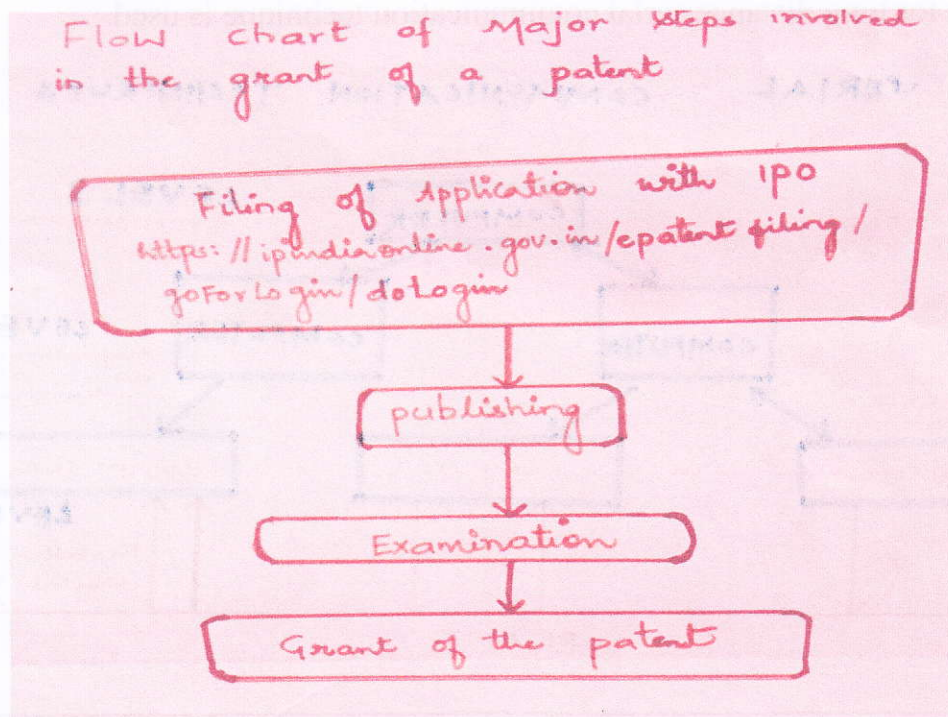 Flow chart of Major steps involved
in the grant of a patent
Filing of Application with IPO
https://ipindiaonline.gov.in/epatentfiling/
goForLogin/doLogin
publishing
Examination
Grant of the patent